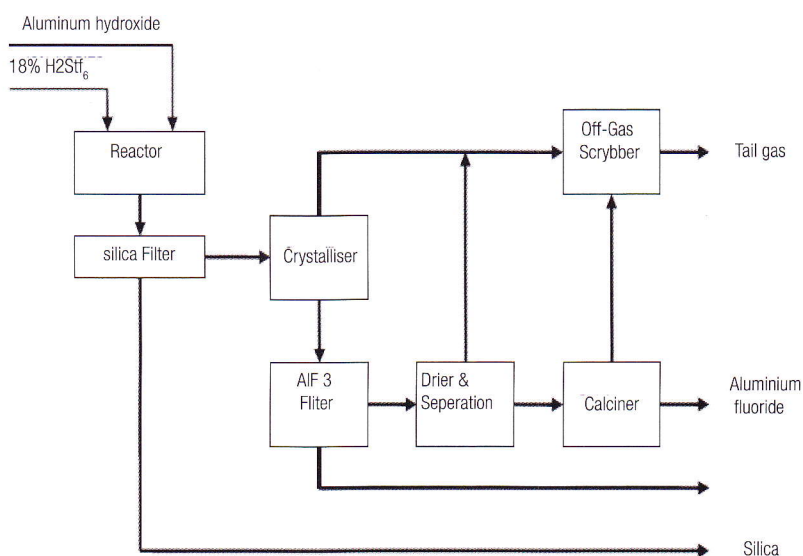 Aluminum hydroxide
18% H2Stf6
Reactor
silica Filter
Crystalliser
Off-Gas
Scrybber
Tail gas
AlF 3
Fliter
Drier &
Seperation
Calciner
Aluminium
fluoride
Silica